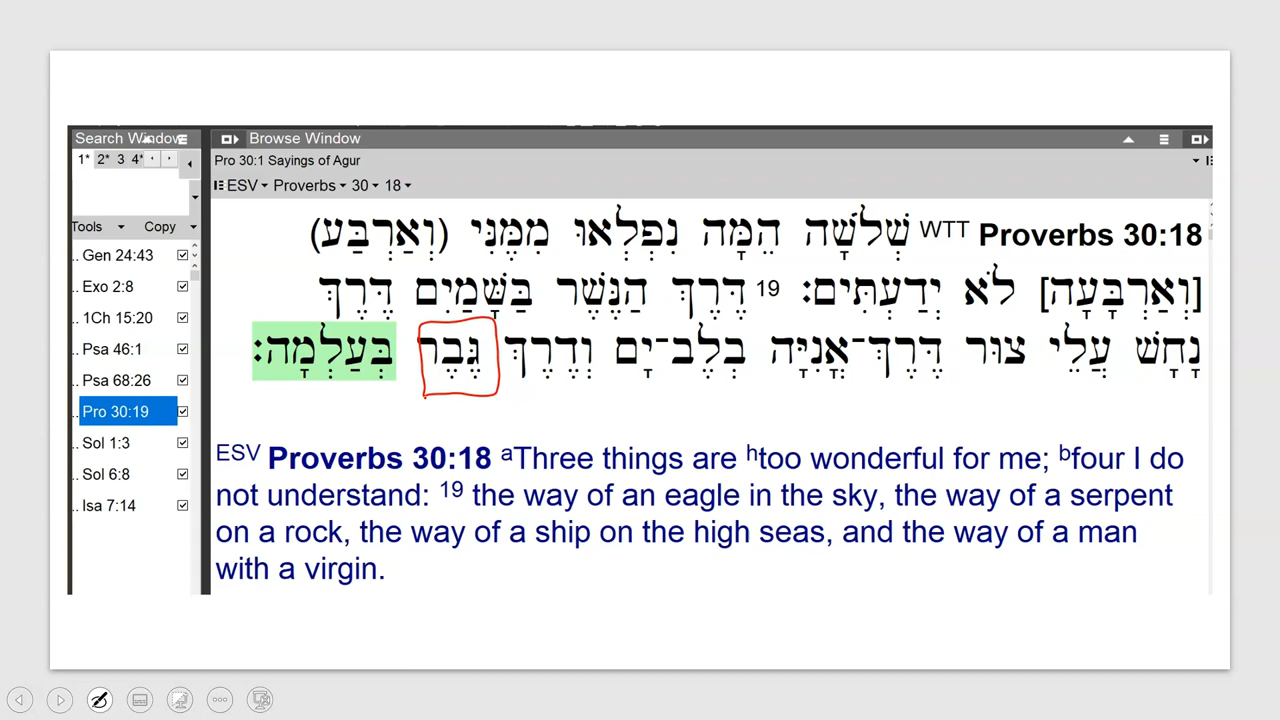 Search Window
Browse Window
1* 2* 3 4*
Pro 30:1 Sayings of Agur
ESV Proverbs 30 18
Tools Copy
Gen 24:43
Exo 2:8
1Ch 15:20
Psa 46:1
Psa 68:26
Pro 30:19
Sol 1:3
Sol 6:8
Isa 7:14
WTT Proverbs 30:18 שְׁלֹשָׁה הֵמָּה נִפְלְאוּ מִמֶּנִּי (וְאַרְבַּע)
[וְאַרְבָּעָה] לֹא יְדַעְתִּים׃ 19 דֶּרֶךְ הַנֶּשֶׁר בַּשָּׁמַיִם דֶּרֶךְ
נָחָשׁ עֲלֵי צוּר דֶּרֶךְ־אֳנִיָּה בְלֶב־יָם וְדֶרֶךְ גֶּבֶר בְּעַלְמָה׃
ESV Proverbs 30:18 aThree things are htoo wonderful for me; bfour I do
not understand: 19 the way of an eagle in the sky, the way of a serpent
on a rock, the way of a ship on the high seas, and the way of a man
with a virgin.